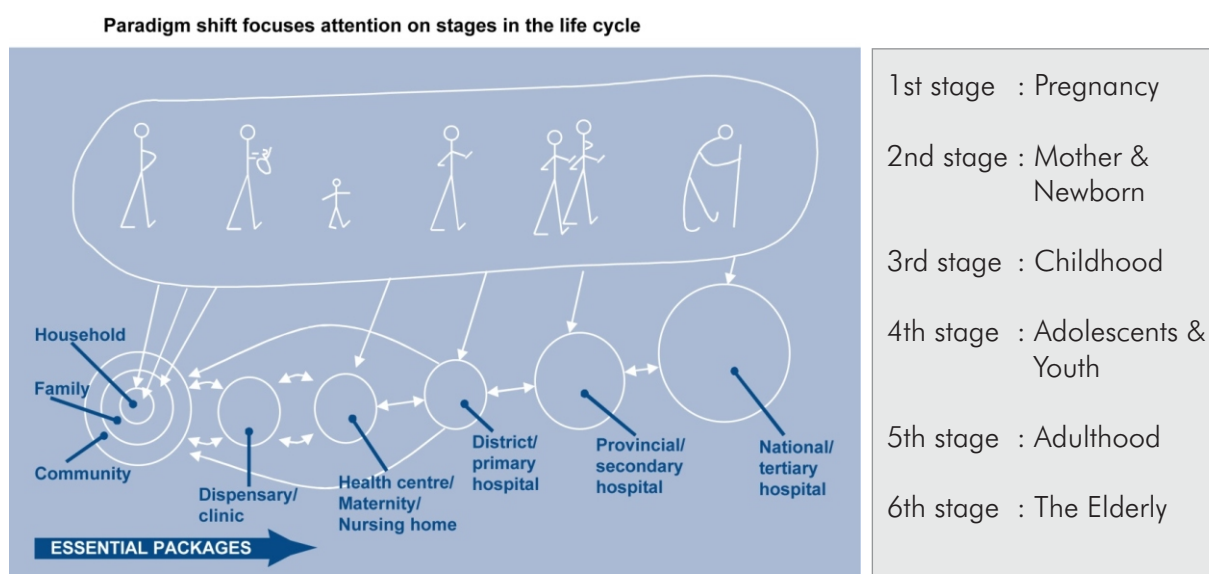 Paradigm shift focuses attention on stages in the life cycle
Household
Family
Community
Dispensary/
clinic
Health centre/
Maternity/
Nursing home
District/
primary
hospital
Provincial/
secondary
hospital
National/
tertiary
hospital
ESSENTIAL PACKAGES
1st stage : Pregnancy
2nd stage : Mother &
Newborn
3rd stage : Childhood
4th stage : Adolescents &
Youth
5th stage : Adulthood
6th stage : The Elderly